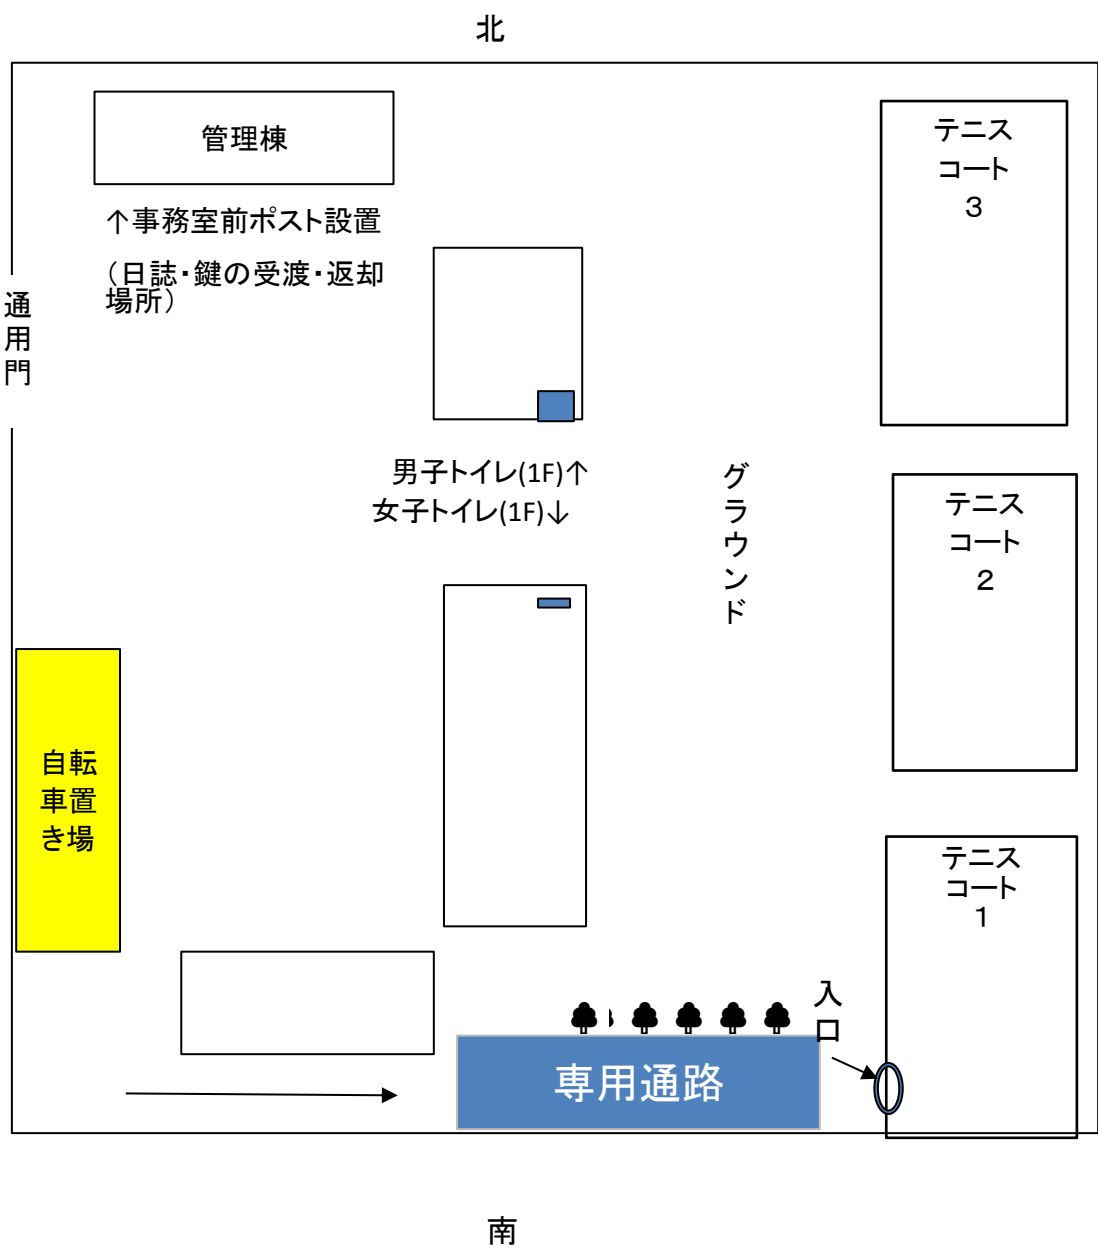 北
管理棟
↑事務室前ポスト設置
（日誌・鍵の受渡・返却
場所）
通
用
門
テニス
コート
３
男子トイレ(1F)↑
女子トイレ(1F)↓
グ
ラ
ウ
ン
ド
テニス
コート
２
自転
車置
き場
テニス
コート
１
入
口
専用通路
南